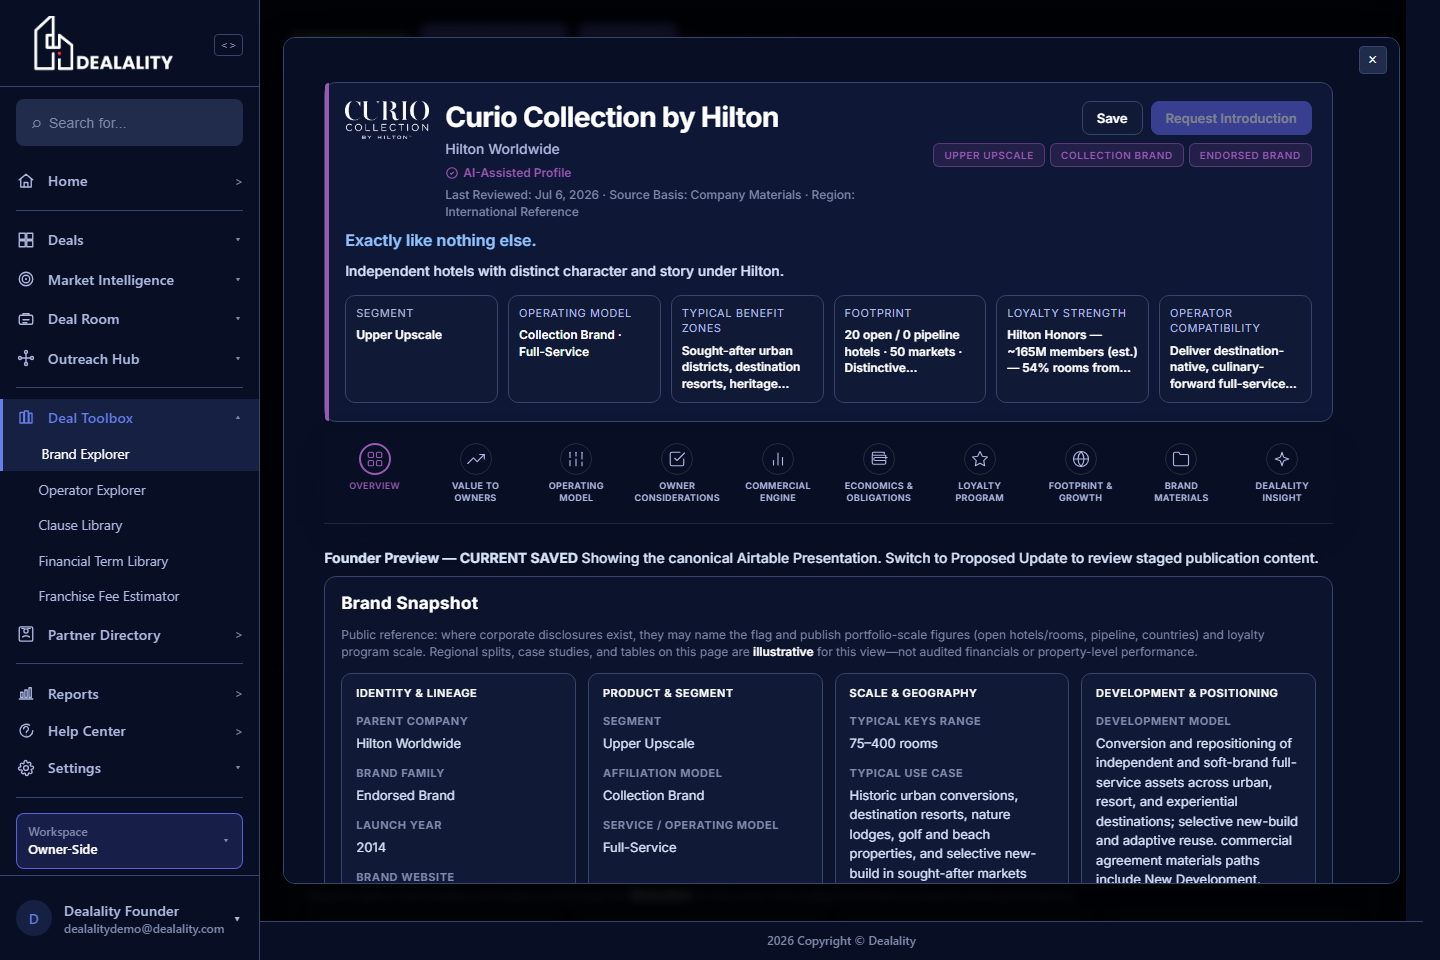 DEALALITY
< >
Search for...
Home
>
Deals
Market Intelligence
Deal Room
Outreach Hub
Deal Toolbox
Brand Explorer
Operator Explorer
Clause Library
Financial Term Library
Franchise Fee Estimator
Partner Directory
>
Reports
>
Help Center
>
Settings
Workspace
Owner-Side
D
Dealality Founder
dealalitydemo@dealality.com
×
CURIO
COLLECTION
BY HILTON
Curio Collection by Hilton
Hilton Worldwide
AI-Assisted Profile
Last Reviewed: Jul 6, 2026 · Source Basis: Company Materials · Region:
International Reference
Save
Request Introduction
UPPER UPSCALE
COLLECTION BRAND
ENDORSED BRAND
Exactly like nothing else.
Independent hotels with distinct character and story under Hilton.
SEGMENT
Upper Upscale
OPERATING MODEL
Collection Brand ·
Full-Service
TYPICAL BENEFIT
ZONES
Sought-after urban
districts, destination
resorts, heritage...
FOOTPRINT
20 open / 0 pipeline
hotels · 50 markets ·
Distinctive...
LOYALTY STRENGTH
Hilton Honors —
~165M members (est.)
— 54% rooms from...
OPERATOR
COMPATIBILITY
Deliver destination-
native, culinary-
forward full-service...
OVERVIEW
VALUE TO
OWNERS
OPERATING
MODEL
OWNER
CONSIDERATIONS
COMMERCIAL
ENGINE
ECONOMICS &
OBLIGATIONS
LOYALTY
PROGRAM
FOOTPRINT &
GROWTH
BRAND
MATERIALS
DEALALITY
INSIGHT
Founder Preview — CURRENT SAVED Showing the canonical Airtable Presentation. Switch to Proposed Update to review staged publication content.
Brand Snapshot
Public reference: where corporate disclosures exist, they may name the flag and publish portfolio-scale figures (open hotels/rooms, pipeline, countries) and loyalty
program scale. Regional splits, case studies, and tables on this page are illustrative for this view—not audited financials or property-level performance.
IDENTITY & LINEAGE
PARENT COMPANY
Hilton Worldwide
BRAND FAMILY
Endorsed Brand
LAUNCH YEAR
2014
BRAND WEBSITE
PRODUCT & SEGMENT
SEGMENT
Upper Upscale
AFFILIATION MODEL
Collection Brand
SERVICE / OPERATING MODEL
Full-Service
SCALE & GEOGRAPHY
TYPICAL KEYS RANGE
75–400 rooms
TYPICAL USE CASE
Historic urban conversions,
destination resorts, nature
lodges, golf and beach
properties, and selective new-
build in sought-after markets
DEVELOPMENT & POSITIONING
DEVELOPMENT MODEL
Conversion and repositioning of
independent and soft-brand full-
service assets across urban,
resort, and experiential
destinations; selective new-build
and adaptive reuse. commercial
agreement materials paths
include New Development,
2026 Copyright © Dealality